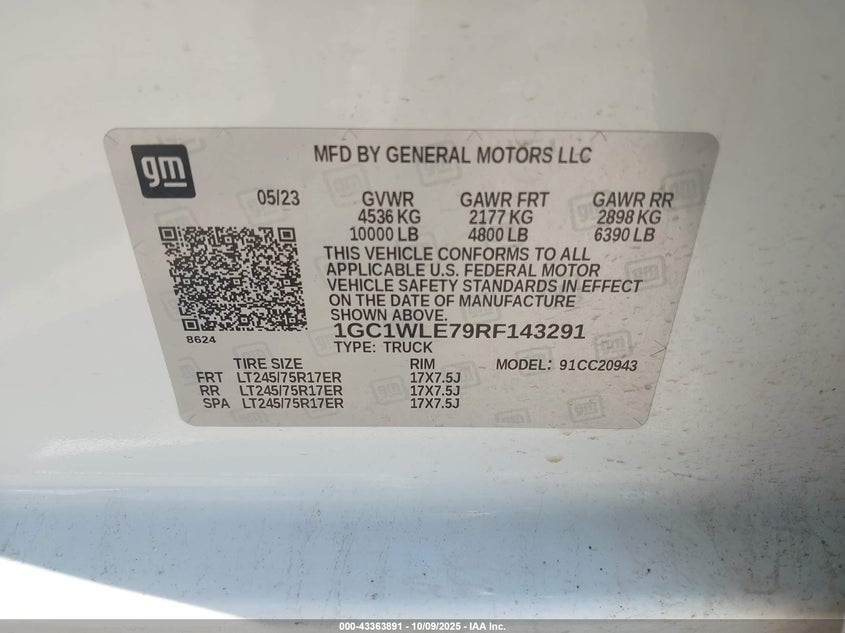 gm
MFD BY GENERAL MOTORS LLC
05/23 GVWR GAWR FRT GAWR RR
4536 KG 2177 KG 2898 KG
10000 LB 4800 LB 6390 LB
THIS VEHICLE CONFORMS TO ALL
APPLICABLE U.S. FEDERAL MOTOR
VEHICLE SAFETY STANDARDS IN EFFECT
ON THE DATE OF MANUFACTURE
SHOWN ABOVE.
8624
1GC1WLE79RF143291
TYPE: TRUCK
TIRE SIZE RIM MODEL: 91CC20943
FRT LT245/75R17ER 17X7.5J
RR LT245/75R17ER 17X7.5J
SPA LT245/75R17ER 17X7.5J
000-43363891 - 10/09/2025 - IAA Inc.